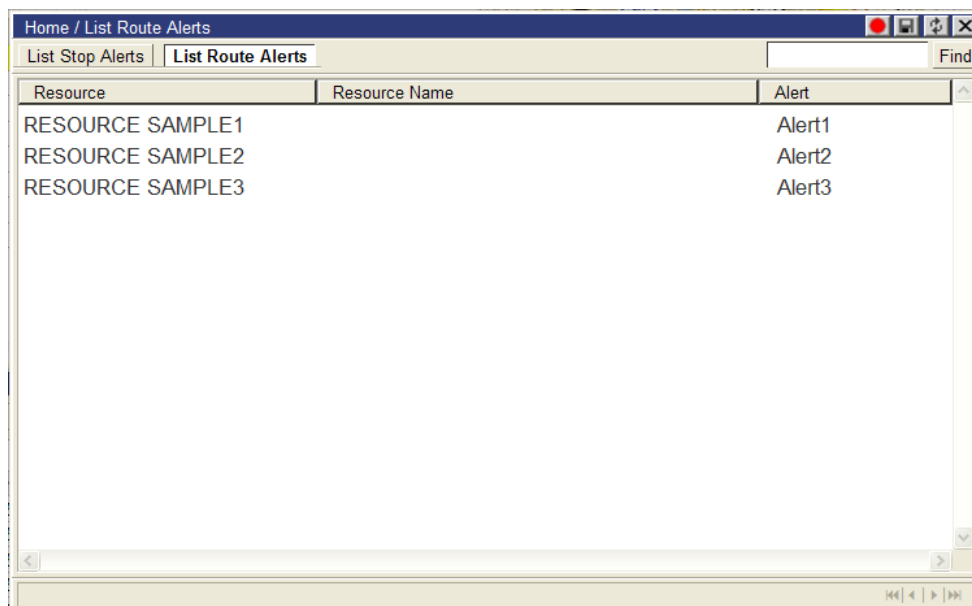 Home / List Route Alerts
List Stop Alerts List Route Alerts Find
Resource Resource Name Alert
RESOURCE SAMPLE1 Alert1
RESOURCE SAMPLE2 Alert2
RESOURCE SAMPLE3 Alert3